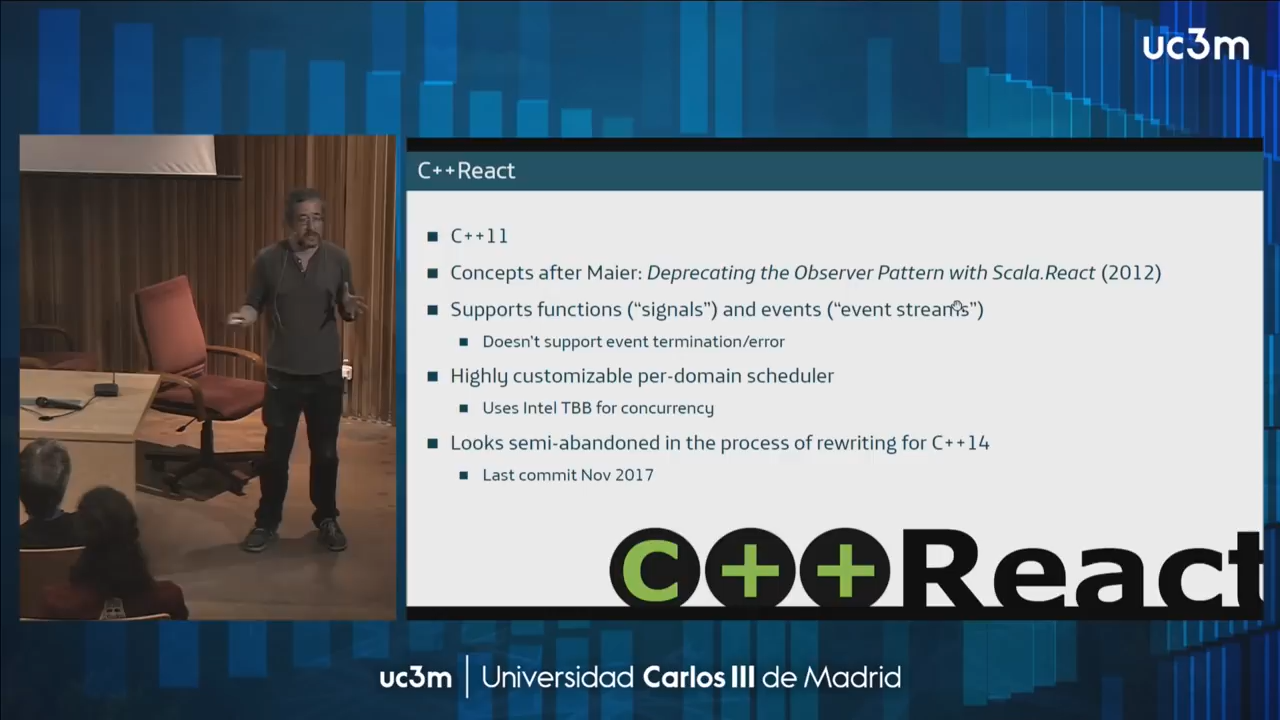 uc3m
C++React
C++11
Concepts after Maier: Deprecating the Observer Pattern with Scala.React (2012)
Supports functions (“signals”) and events (“event streams”)
Doesn't support event termination/error
Highly customizable per-domain scheduler
Uses Intel TBB for concurrency
Looks semi-abandoned in the process of rewriting for C++14
Last commit Nov 2017
C++React
uc3m | Universidad Carlos III de Madrid